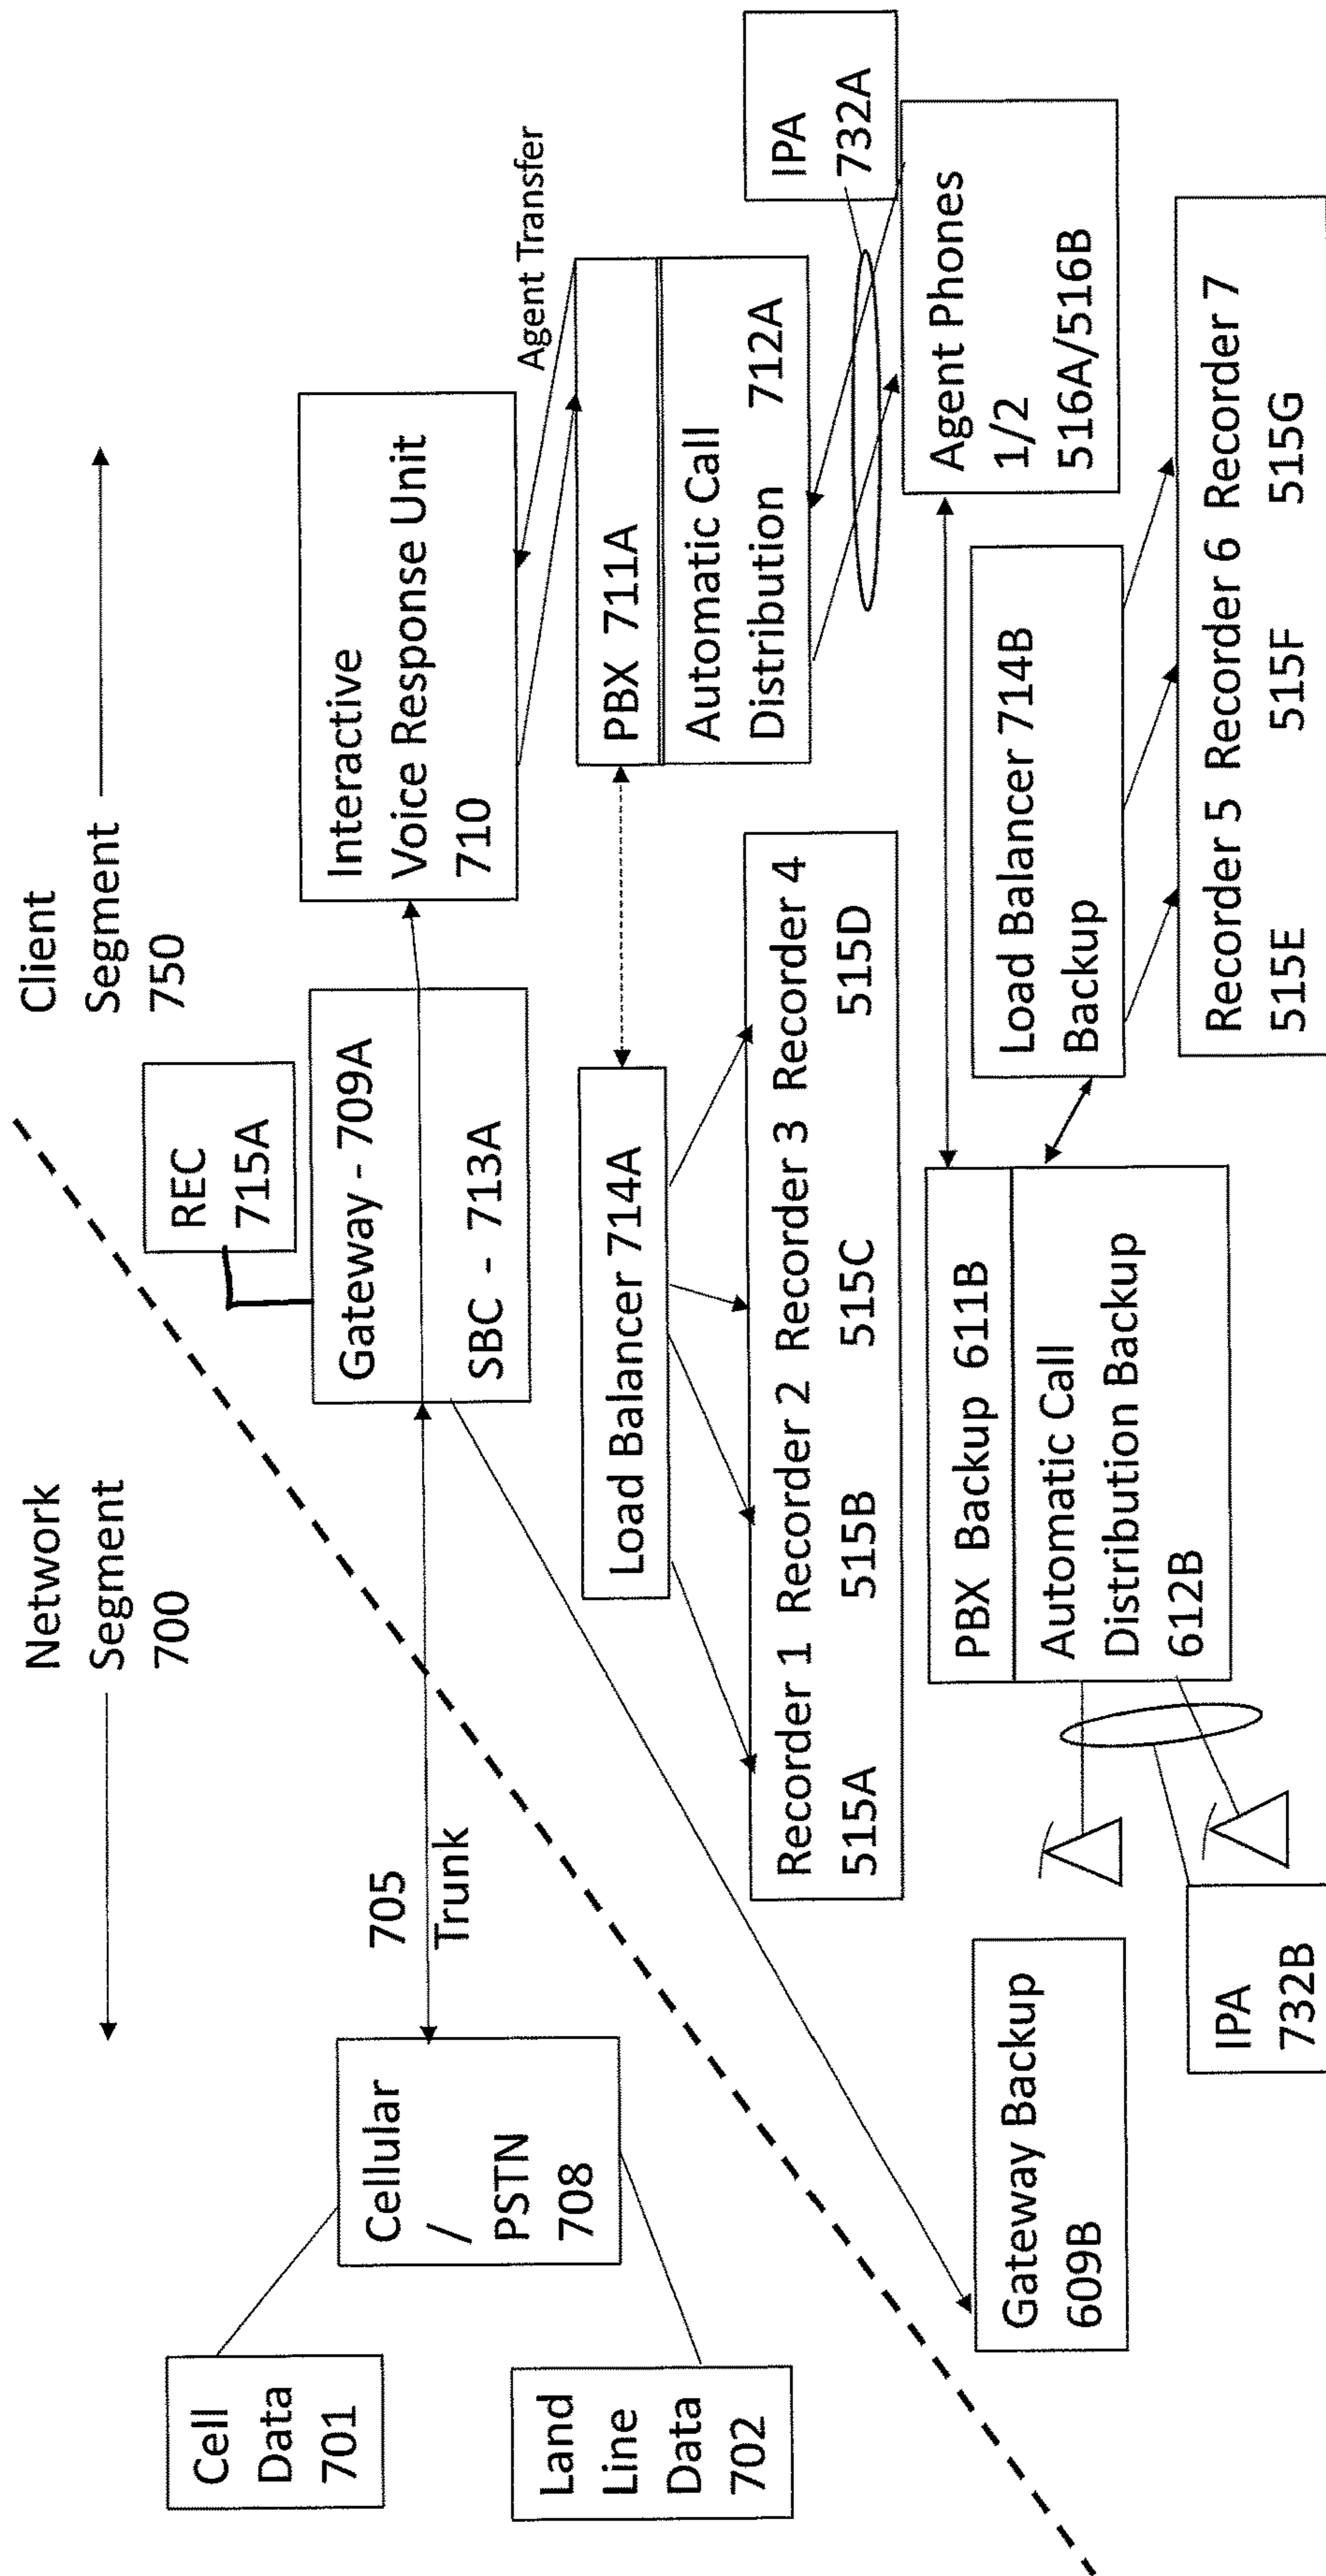 Network
Segment
700
Client
Segment
750
Cell
Data
701
Land
Line
Data
702
Cellular
/
PSTN
708
705
Trunk
REC
715A
Gateway - 709A
SBC - 713A
Interactive
Voice Response Unit
710
Agent Transfer
PBX 711A
Automatic Call
Distribution 712A
IPA
732A
Load Balancer 714A
Recorder 1 Recorder 2 Recorder 3 Recorder 4
515A 515B 515C 515D
Agent Phones
1/2
516A/516B
Gateway Backup
609B
PBX Backup 611B
Automatic Call
Distribution Backup
612B
IPA
732B
Load Balancer 714B
Backup
Recorder 5 Recorder 6 Recorder 7
515E 515F 515G